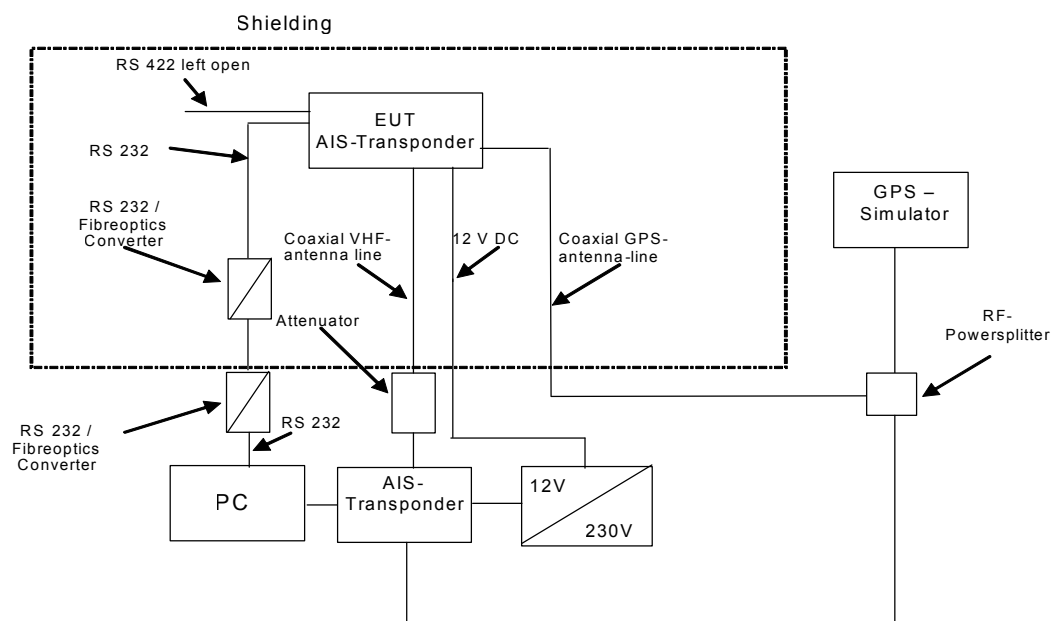 Shielding
RS 422 left open
EUT
AIS-Transponder
RS 232
GPS –
Simulator
RS 232 /
Fibreoptics
Converter
Coaxial VHF-
antenna line
12 V DC
Coaxial GPS-
antenna-line
Attenuator
RF-
Powersplitter
RS 232 /
Fibreoptics
Converter
RS 232
PC
AIS-
Transponder
12V
230V